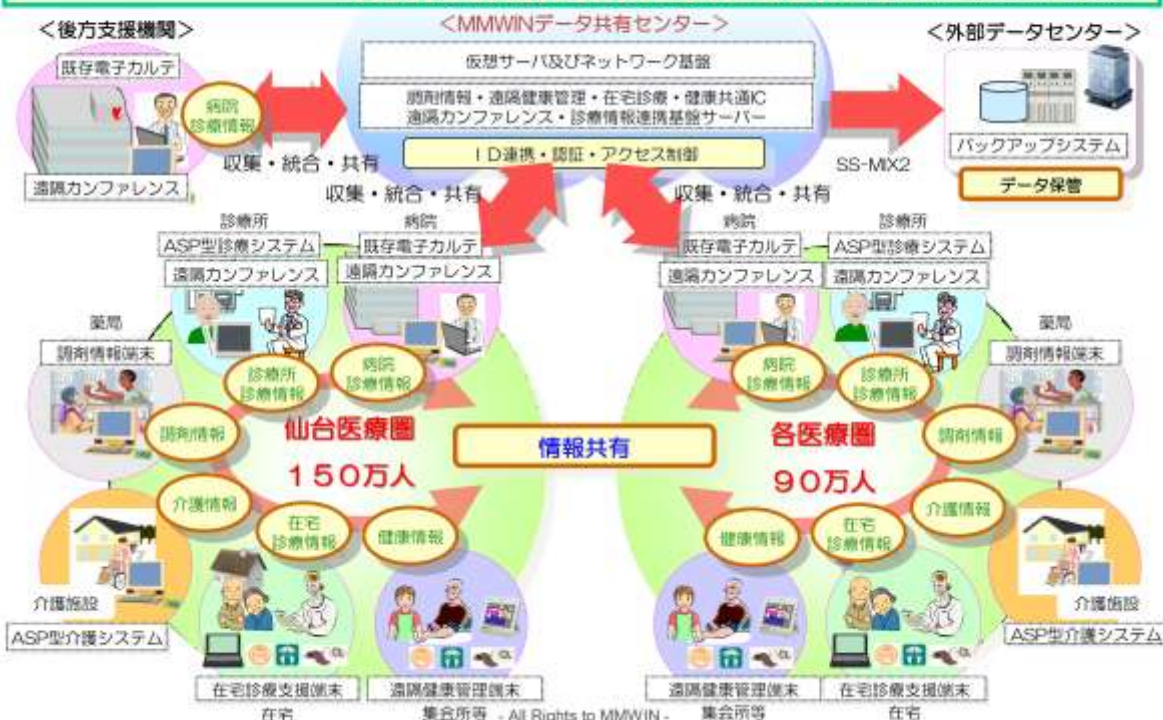 <後方支援機関>
既存電子カルテ
病院
診療情報
遠隔カンファレンス
収集・統合・共有
<MMWINデータ共有センター>
仮想サーバ及びネットワーク基盤
調剤情報・遠隔健康管理・在宅診療・健康共通IC
遠隔カンファレンス・診療情報連携基盤サーバー
ID連携・認証・アクセス制御
<外部データセンター>
バックアップシステム
データ保管
SS-MIX2
収集・統合・共有
収集・統合・共有
診療所
ASP型診療システム
遠隔カンファレンス
病院
既存電子カルテ
遠隔カンファレンス
薬局
調剤情報端末
診療所
診療情報
病院
診療情報
調剤情報
仙台医療圏
150万人
介護情報
在宅
診療情報
健康情報
介護施設
ASP型介護システム
在宅診療支援端末
在宅
遠隔健康管理端末
集会所等
情報共有
病院
既存電子カルテ
遠隔カンファレンス
診療所
ASP型診療システム
遠隔カンファレンス
薬局
調剤情報端末
病院
診療情報
診療所
診療情報
調剤情報
各医療圏
90万人
介護情報
在宅
診療情報
健康情報
介護施設
ASP型介護システム
遠隔健康管理端末
集会所等
在宅診療支援端末
在宅
- All Rights to MMWIN -